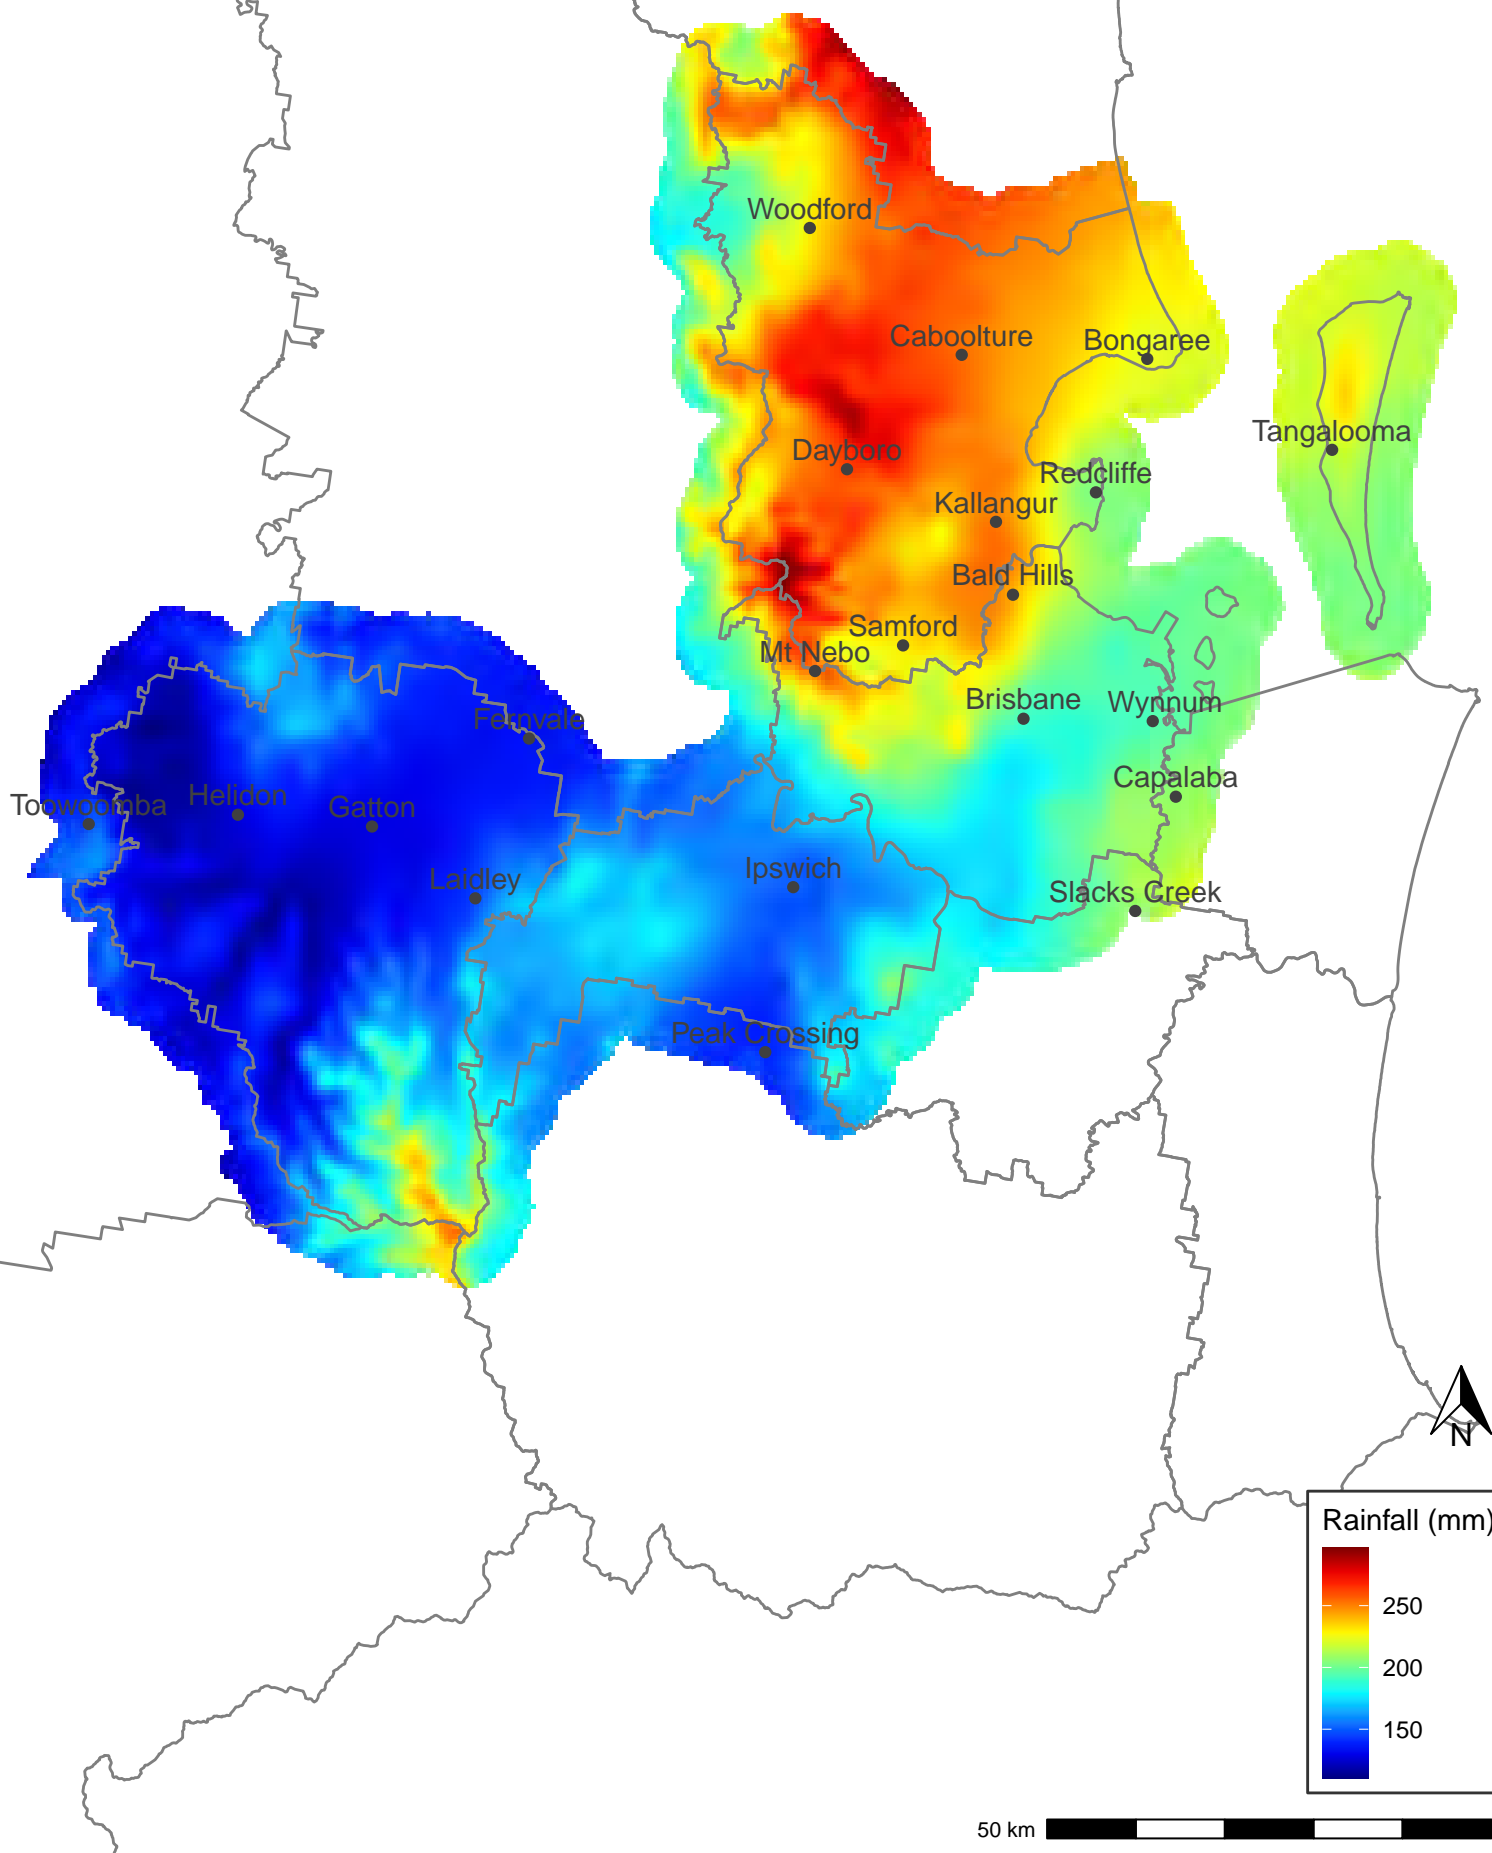 Woodford
Caboolture
Bongaree
Tangalooma
Dayboro
Redcliffe
Kallangur
Bald Hills
Samford
Mt Nebo
Brisbane
Wynnum
Fernvale
Capalaba
Toowoomba
Helidon
Gatton
Ipswich
Laidley
Slacks Creek
Peak Crossing
N
Rainfall (mm)
250
200
150
50 km